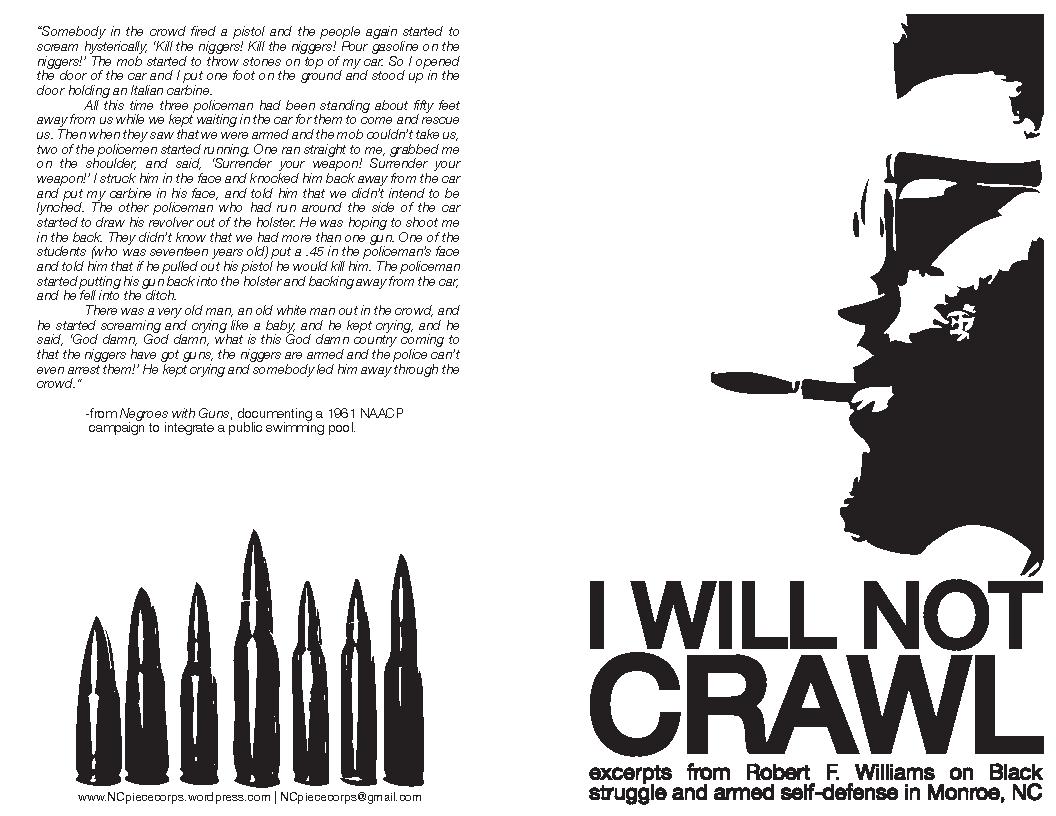 “Somebody in the crowd fired a pistol and the people again started to
scream hysterically, ‘Kill the niggers! Kill the niggers! Pour gasoline on the
niggers!’ The mob started to throw stones on top of my car. So I opened
the door of the car and I put one foot on the ground and stood up in the
door holding an Italian carbine.
All this time three policeman had been standing about fifty feet
away from us while we kept waiting in the car for them to come and rescue
us. Then when they saw that we were armed and the mob couldn’t take us,
two of the policemen started running. One ran straight to me, grabbed me
on the shoulder, and said, ‘Surrender your weapon! Surrender your
weapon!’ I struck him in the face and knocked him back away from the car
and put my carbine in his face, and told him that we didn’t intend to be
lynched. The other policeman who had run around the side of the car
started to draw his revolver out of the holster. He was hoping to shoot me
in the back. They didn’t know that we had more than one gun. One of the
students (who was seventeen years old) put a .45 in the policeman’s face
and told him that if he pulled out his pistol he would kill him. The policeman
started putting his gun back into the holster and backing away from the car,
and he fell into the ditch.
There was a very old man, an old white man out in the crowd, and
he started screaming and crying like a baby, and he kept crying, and he
said, ‘God damn, God damn, what is this God damn country coming to
that the niggers have got guns, the niggers are armed and the police can’t
even arrest them!’ He kept crying and somebody led him away through the
crowd.“
-from Negroes with Guns, documenting a 1961 NAACP
campaign to integrate a public swimming pool.
www.NCpiececorps.wordpress.com | NCpiececorps@gmail.com
I WILL NOT
CRAWL
excerpts from Robert F. Williams on Black
struggle and armed self-defense in Monroe, NC